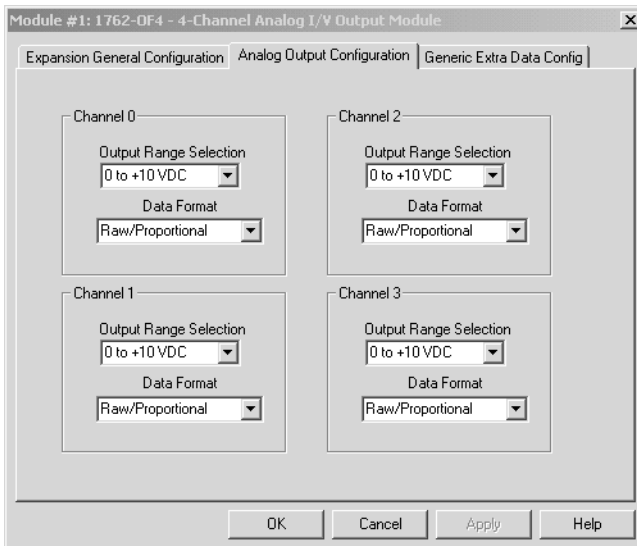 Module #1: 1762-OF4 - 4-Channel Analog I/V Output Module
Expansion General Configuration
Analog Output Configuration
Generic Extra Data Config
Channel 0
Output Range Selection
0 to +10 VDC
Data Format
Raw/Proportional
Channel 2
Output Range Selection
0 to +10 VDC
Data Format
Raw/Proportional
Channel 1
Output Range Selection
0 to +10 VDC
Data Format
Raw/Proportional
Channel 3
Output Range Selection
0 to +10 VDC
Data Format
Raw/Proportional
OK
Cancel
Apply
Help